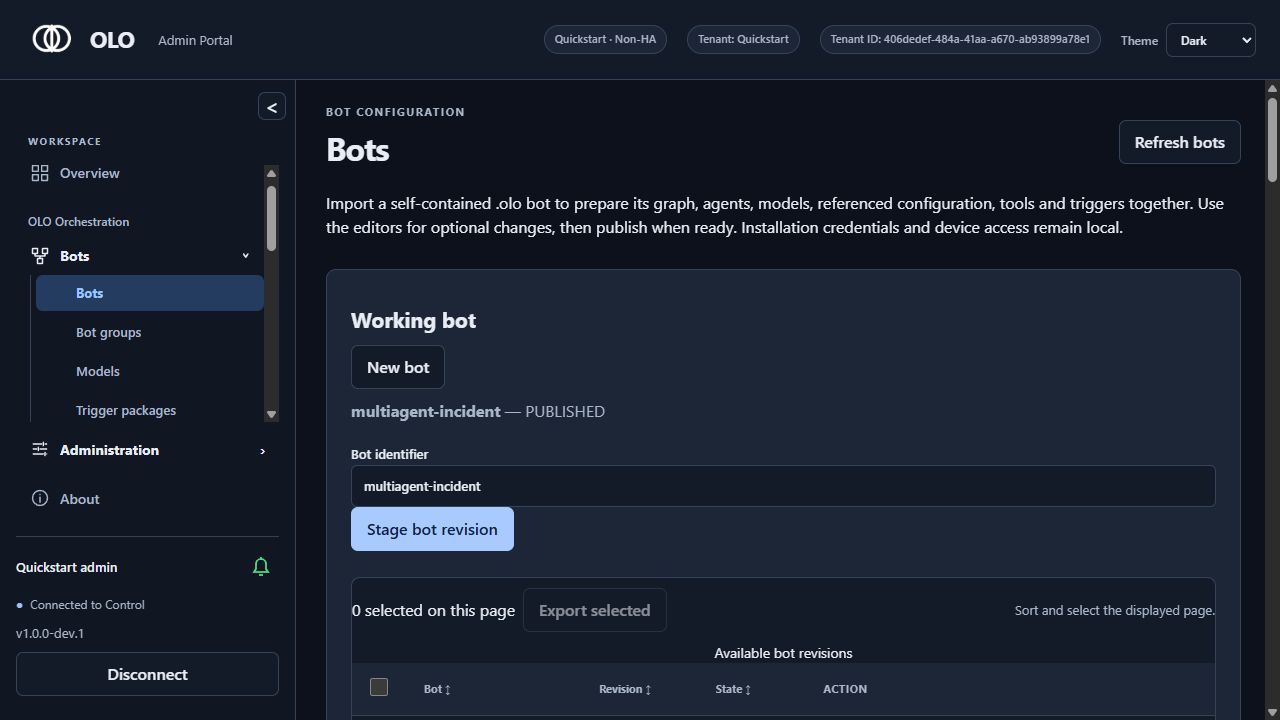 OLO
Admin Portal
Quickstart · Non-HA
Tenant: Quickstart
Tenant ID: 406dedef-484a-41aa-a670-ab93899a78e1
Theme
Dark
<
WORKSPACE
Overview
OLO Orchestration
Bots
Bots
Bot groups
Models
Trigger packages
Administration
About
Quickstart admin
Connected to Control
v1.0.0-dev.1
Disconnect
BOT CONFIGURATION
Bots
Refresh bots
Import a self-contained .olo bot to prepare its graph, agents, models, referenced configuration, tools and triggers together. Use
the editors for optional changes, then publish when ready. Installation credentials and device access remain local.
Working bot
New bot
multiagent-incident — PUBLISHED
Bot identifier
multiagent-incident
Stage bot revision
0 selected on this page
Export selected
Sort and select the displayed page.
Available bot revisions
Bot ↕ Revision ↕ State ↕ ACTION